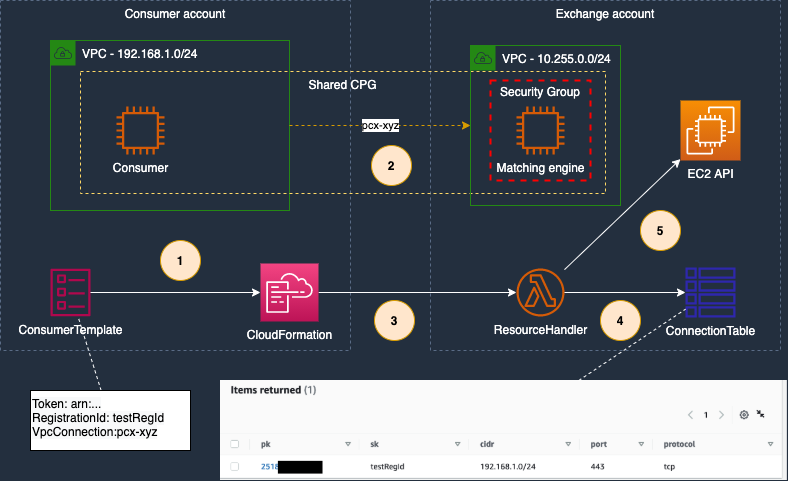 Consumer account
Exchange account
VPC - 192.168.1.0/24
VPC - 10.255.0.0/24
Shared CPG
Security Group
pcx-xyz
Consumer
Matching engine
2
EC2 API
1
5
3
4
ConsumerTemplate
CloudFormation
ResourceHandler
ConnectionTable
Token: arn:...
RegistrationId: testRegId
VpcConnection:pcx-xyz
Items returned (1)
1
pk sk cidr port protocol
2518 testRegId 192.168.1.0/24 443 tcp